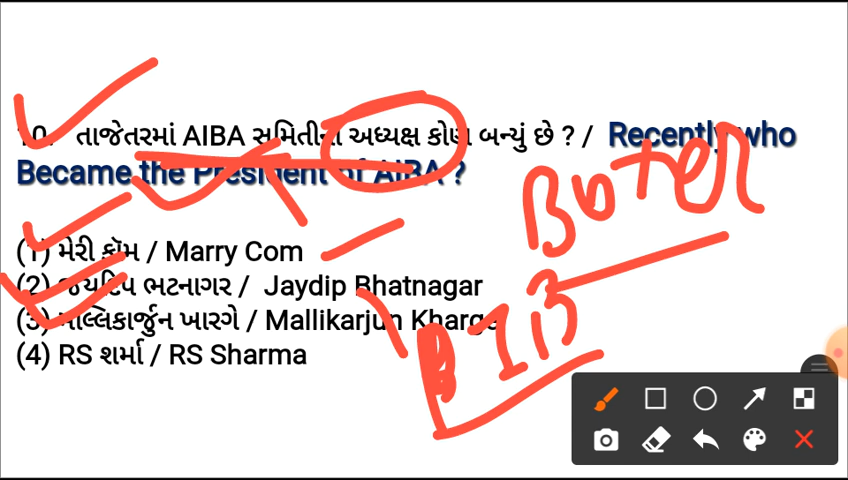 10. તાજેતરમાં AIBA સમિતીના અધ્યક્ષ કોણ બન્યું છે ? / Recently who
Became the President of AIBA ?
Boxer
(1) મેરી કૉમ / Marry Com
(2) જયદિપ ભટનાગર / Jaydip Bhatnagar
(3) મલ્લિકાર્જુન ખારગે / Mallikarjun Kharge
(4) RS શર્મા / RS Sharma